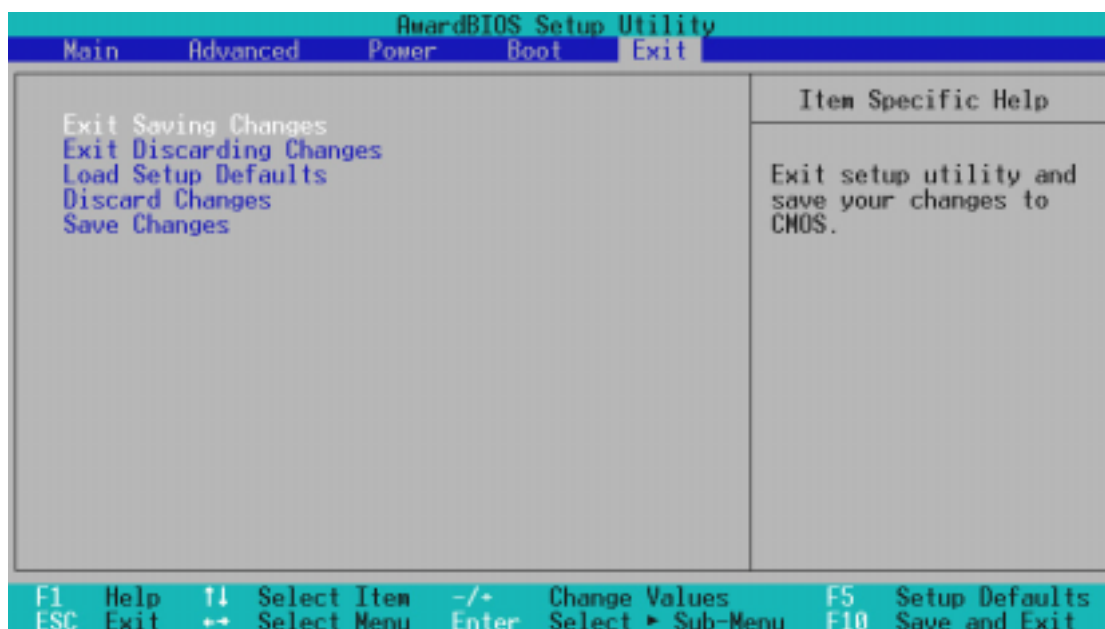 AwardBIOS Setup Utility
Main Advanced Power Boot Exit
Exit Saving Changes
Exit Discarding Changes
Load Setup Defaults
Discard Changes
Save Changes
Item Specific Help
Exit setup utility and
save your changes to
CMOS.
F1 Help ↑↓ Select Item -/+ Change Values F5 Setup Defaults
ESC Exit ←→ Select Menu Enter Select ► Sub-Menu F10 Save and Exit